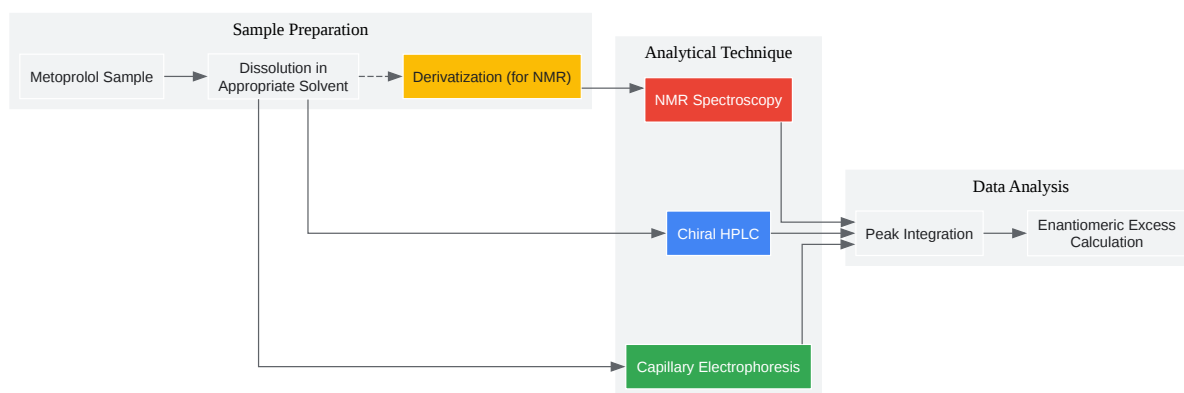 Sample Preparation
Metoprolol Sample
Dissolution in
Appropriate Solvent
Derivatization (for NMR)
Analytical Technique
NMR Spectroscopy
Chiral HPLC
Capillary Electrophoresis
Data Analysis
Peak Integration
Enantiomeric Excess
Calculation